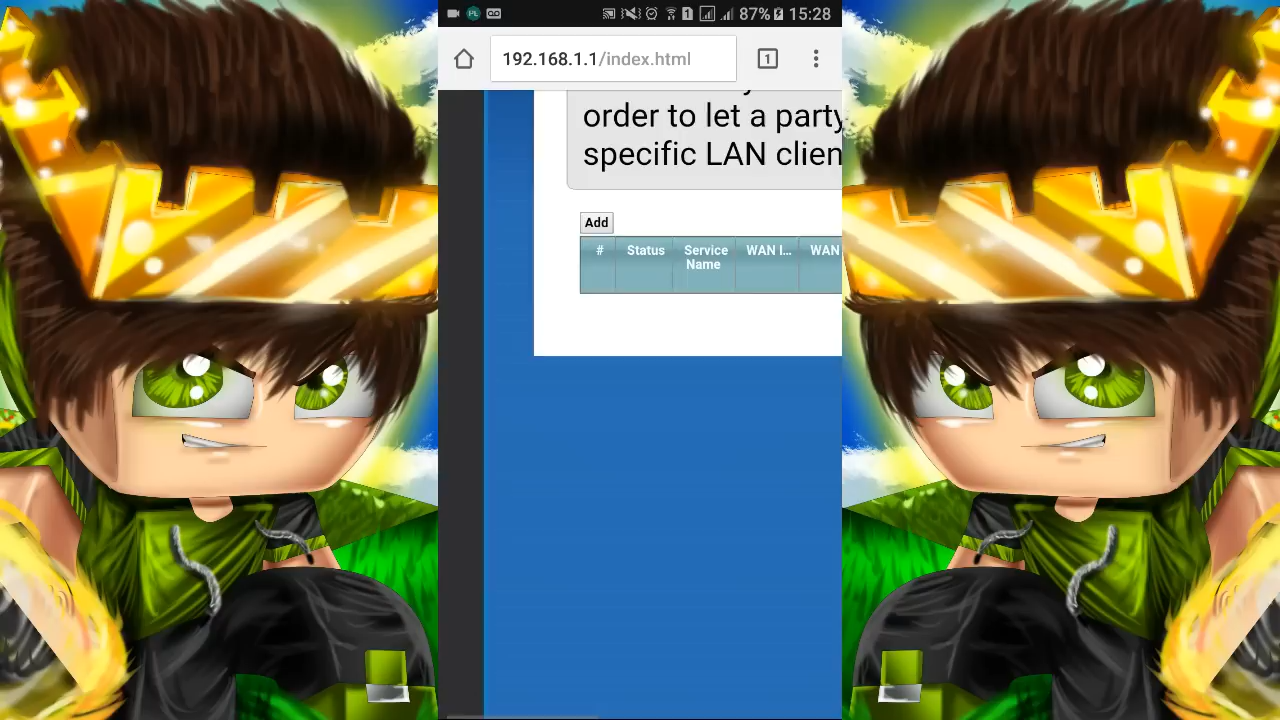 87% 15:28
192.168.1.1/index.html
1
order to let a party
specific LAN clien
Add
# Status Service Name WAN I... WAN